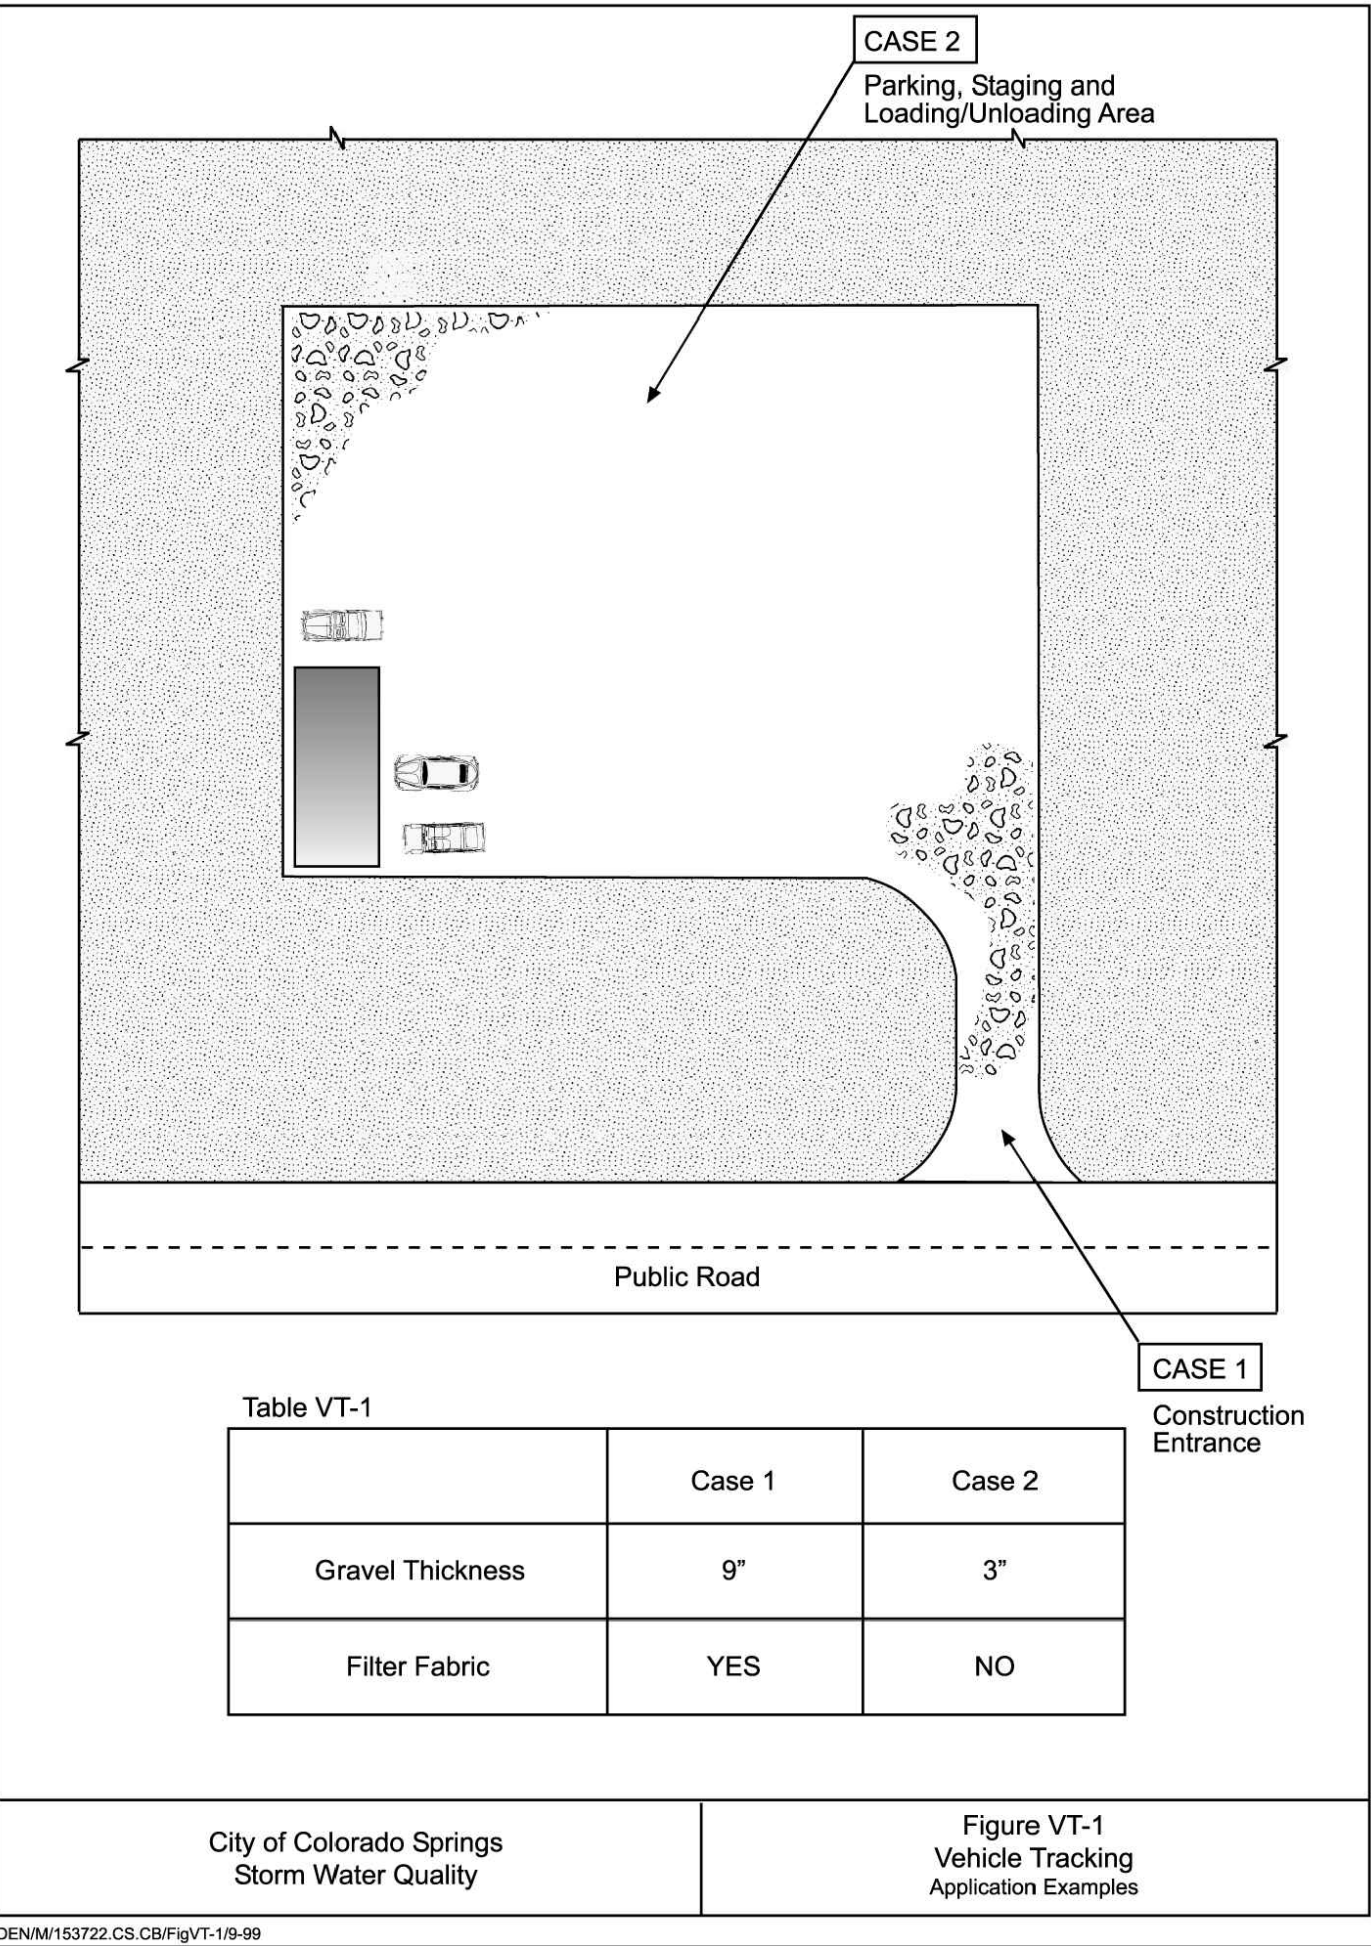 CASE 2
Parking, Staging and
Loading/Unloading Area
Public Road
CASE 1
Construction
Entrance
Table VT-1
Case 1 Case 2
Gravel Thickness 9” 3”
Filter Fabric YES NO
City of Colorado Springs
Storm Water Quality
Figure VT-1
Vehicle Tracking
Application Examples
DEN/M/153722.CS.CB/FigVT-1/9-99